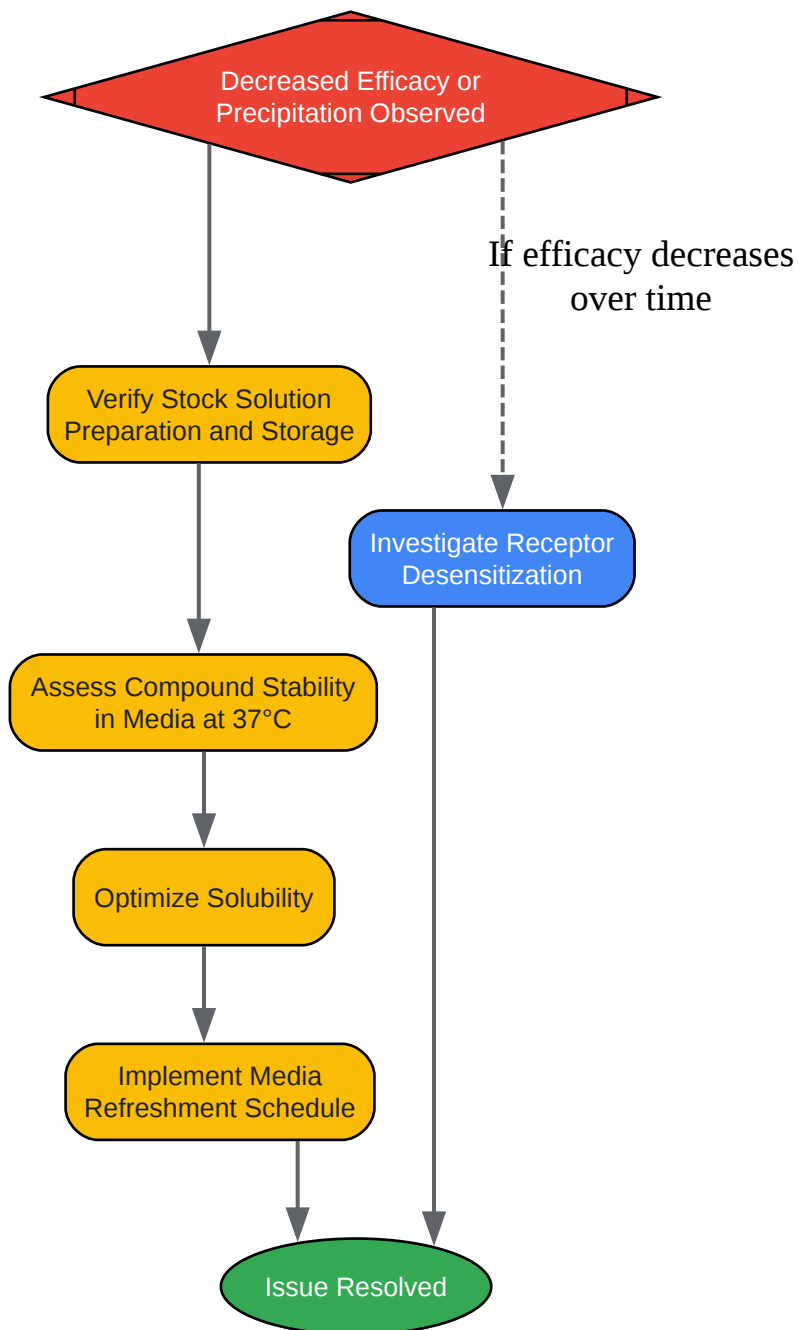 Decreased Efficacy or
Precipitation Observed
If efficacy decreases
over time
Verify Stock Solution
Preparation and Storage
Investigate Receptor
Desensitization
Assess Compound Stability
in Media at 37°C
Optimize Solubility
Implement Media
Refreshment Schedule
Issue Resolved